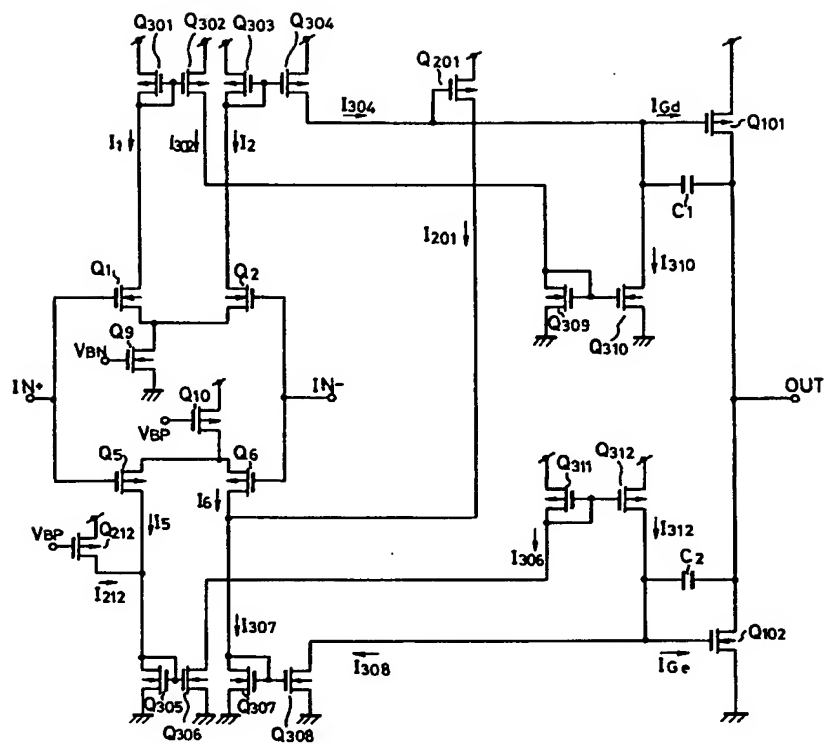 Q301 Q302 Q303 Q304
Q201
I304
IGd
Q101
I1
I302
I2
C1
I201
I310
Q1
Q2
Q309
Q310
Q9
VBN
IN+
IN-
OUT
Q10
VBP
Q5
Q6
Q311
Q312
I5
I6
VBP
Q212
I306
I312
C2
I212
I307
Q102
I308
IGe
Q305
Q306
Q307
Q308